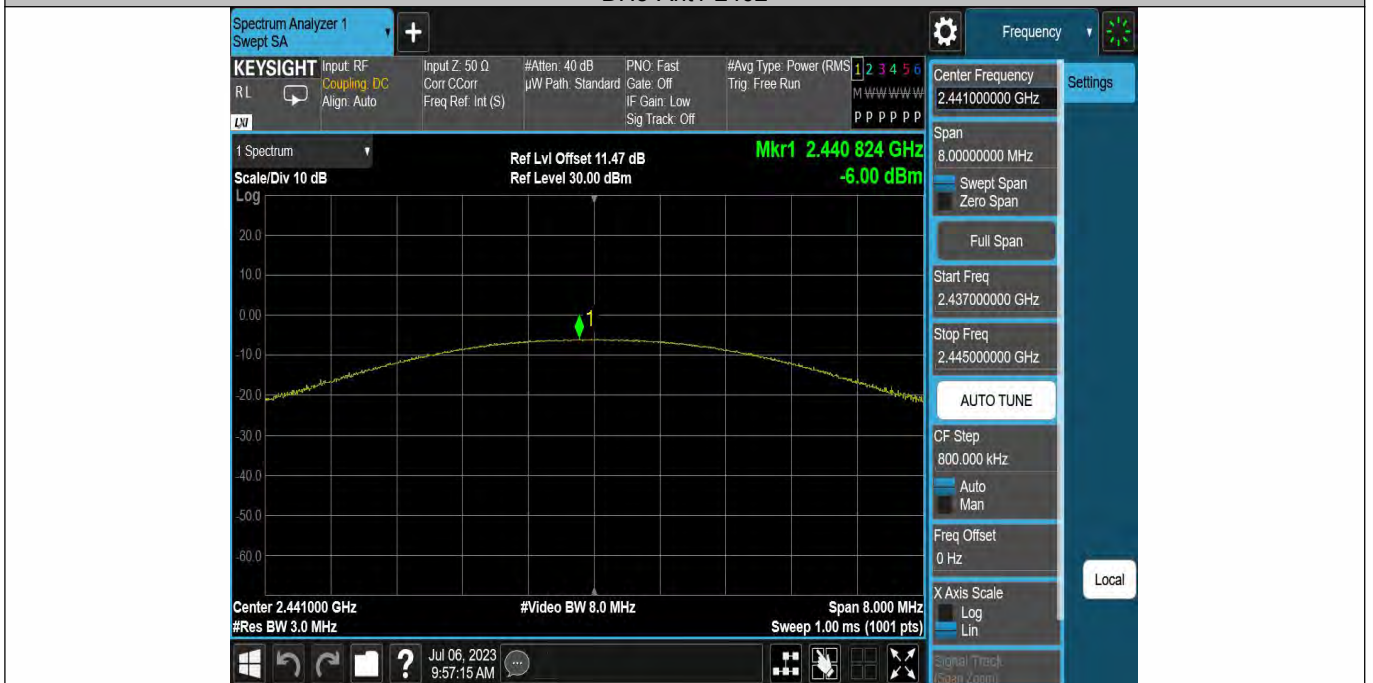 Spectrum Analyzer 1
Swept SA
+
Frequency
KEYSIGHT
RL
LXI
Input: RF
Coupling: DC
Align: Auto
Input Z: 50 Ω
Corr CCorr
Freq Ref: Int (S)
#Atten: 40 dB
µW Path: Standard
PNO: Fast
Gate: Off
IF Gain: Low
Sig Track: Off
#Avg Type: Power (RMS
Trig: Free Run
1 2 3 4 5 6
M W W W W W
P P P P P P
1 Spectrum
Scale/Div 10 dB
Log
Ref Lvl Offset 11.47 dB
Ref Level 30.00 dBm
Mkr1 2.440 824 GHz
-6.00 dBm
20.0
10.0
0.00
-10.0
-20.0
-30.0
-40.0
-50.0
-60.0
1
Center 2.441000 GHz
#Res BW 3.0 MHz
#Video BW 8.0 MHz
Span 8.000 MHz
Sweep 1.00 ms (1001 pts)
?
Jul 06, 2023
9:57:15 AM
Settings
Center Frequency
2.441000000 GHz
Span
8.00000000 MHz
Swept Span
Zero Span
Full Span
Start Freq
2.437000000 GHz
Stop Freq
2.445000000 GHz
AUTO TUNE
CF Step
800.000 kHz
Auto
Man
Freq Offset
0 Hz
X Axis Scale
Log
Lin
Signal Track
(Span Zoom)
Local